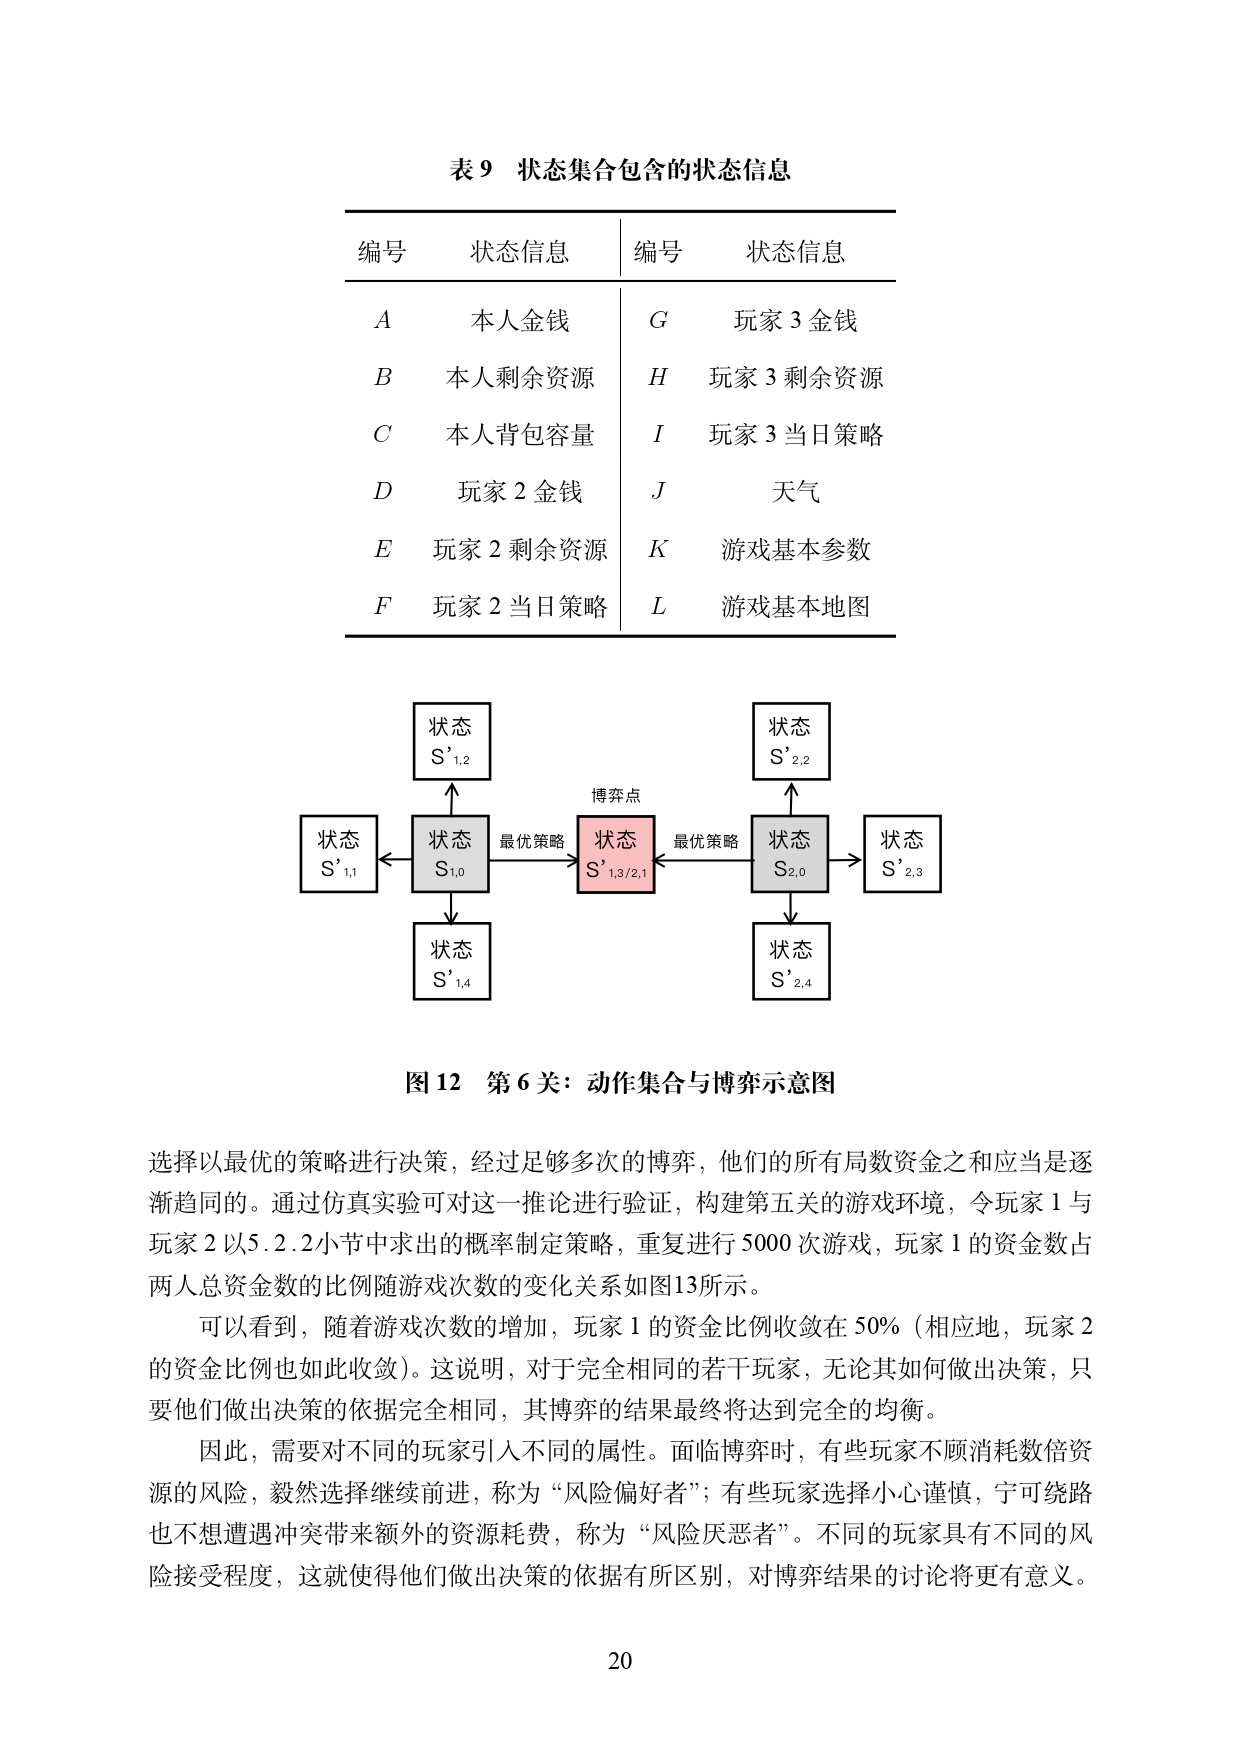 表 9 状态集合包含的状态信息
编号 状态信息 编号 状态信息
A 本人金钱 G 玩家 3 金钱
B 本人剩余资源 H 玩家 3 剩余资源
C 本人背包容量 I 玩家 3 当日策略
D 玩家 2 金钱 J 天气
E 玩家 2 剩余资源 K 游戏基本参数
F 玩家 2 当日策略 L 游戏基本地图
状态 状态
S’1,2 S’2,2
博弈点
状态 状态 最优策略 状态 最优策略 状态 状态
S’1,1 S1,0 S’1,3/2,1 S2,0 S’2,3
状态 状态
S’1,4 S’2,4
图 12 第 6 关：动作集合与博弈示意图
选择以最优的策略进行决策，经过足够多次的博弈，他们的所有局数资金之和应当是逐
渐趋同的。通过仿真实验可对这一推论进行验证，构建第五关的游戏环境，令玩家 1 与
玩家 2 以5.2.2小节中求出的概率制定策略，重复进行 5000 次游戏，玩家 1 的资金数占
两人总资金数的比例随游戏次数的变化关系如图13所示。
可以看到，随着游戏次数的增加，玩家 1 的资金比例收敛在 50%（相应地，玩家 2
的资金比例也如此收敛）。这说明，对于完全相同的若干玩家，无论其如何做出决策，只
要他们做出决策的依据完全相同，其博弈的结果最终将达到完全的均衡。
因此，需要对不同的玩家引入不同的属性。面临博弈时，有些玩家不顾消耗数倍资
源的风险，毅然选择继续前进，称为“风险偏好者”；有些玩家选择小心谨慎，宁可绕路
也不想遭遇冲突带来额外的资源耗费，称为“风险厌恶者”。不同的玩家具有不同的风
险接受程度，这就使得他们做出决策的依据有所区别，对博弈结果的讨论将更有意义。
20